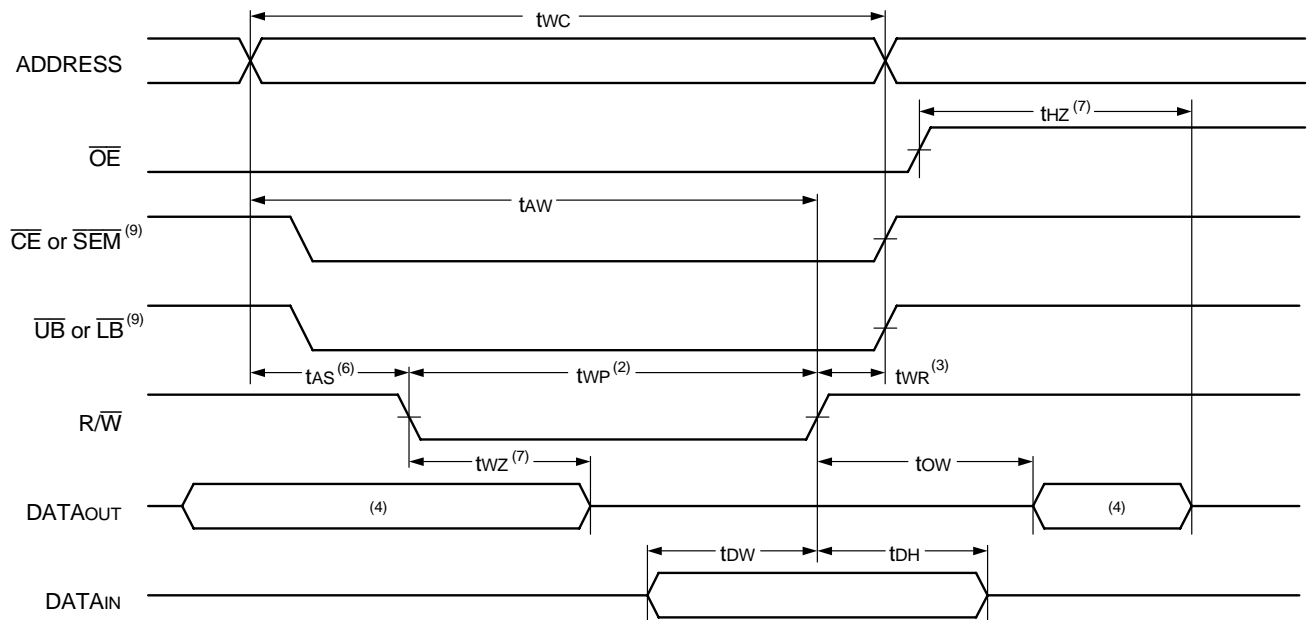 tWC
ADDRESS
tHZ (7)
OE
tAW
CE or SEM (9)
UB or LB (9)
tAS (6) tWP (2) tWR (3)
R/W
tWZ (7) tOW
DATAOUT (4) (4)
tDW tDH
DATAIN